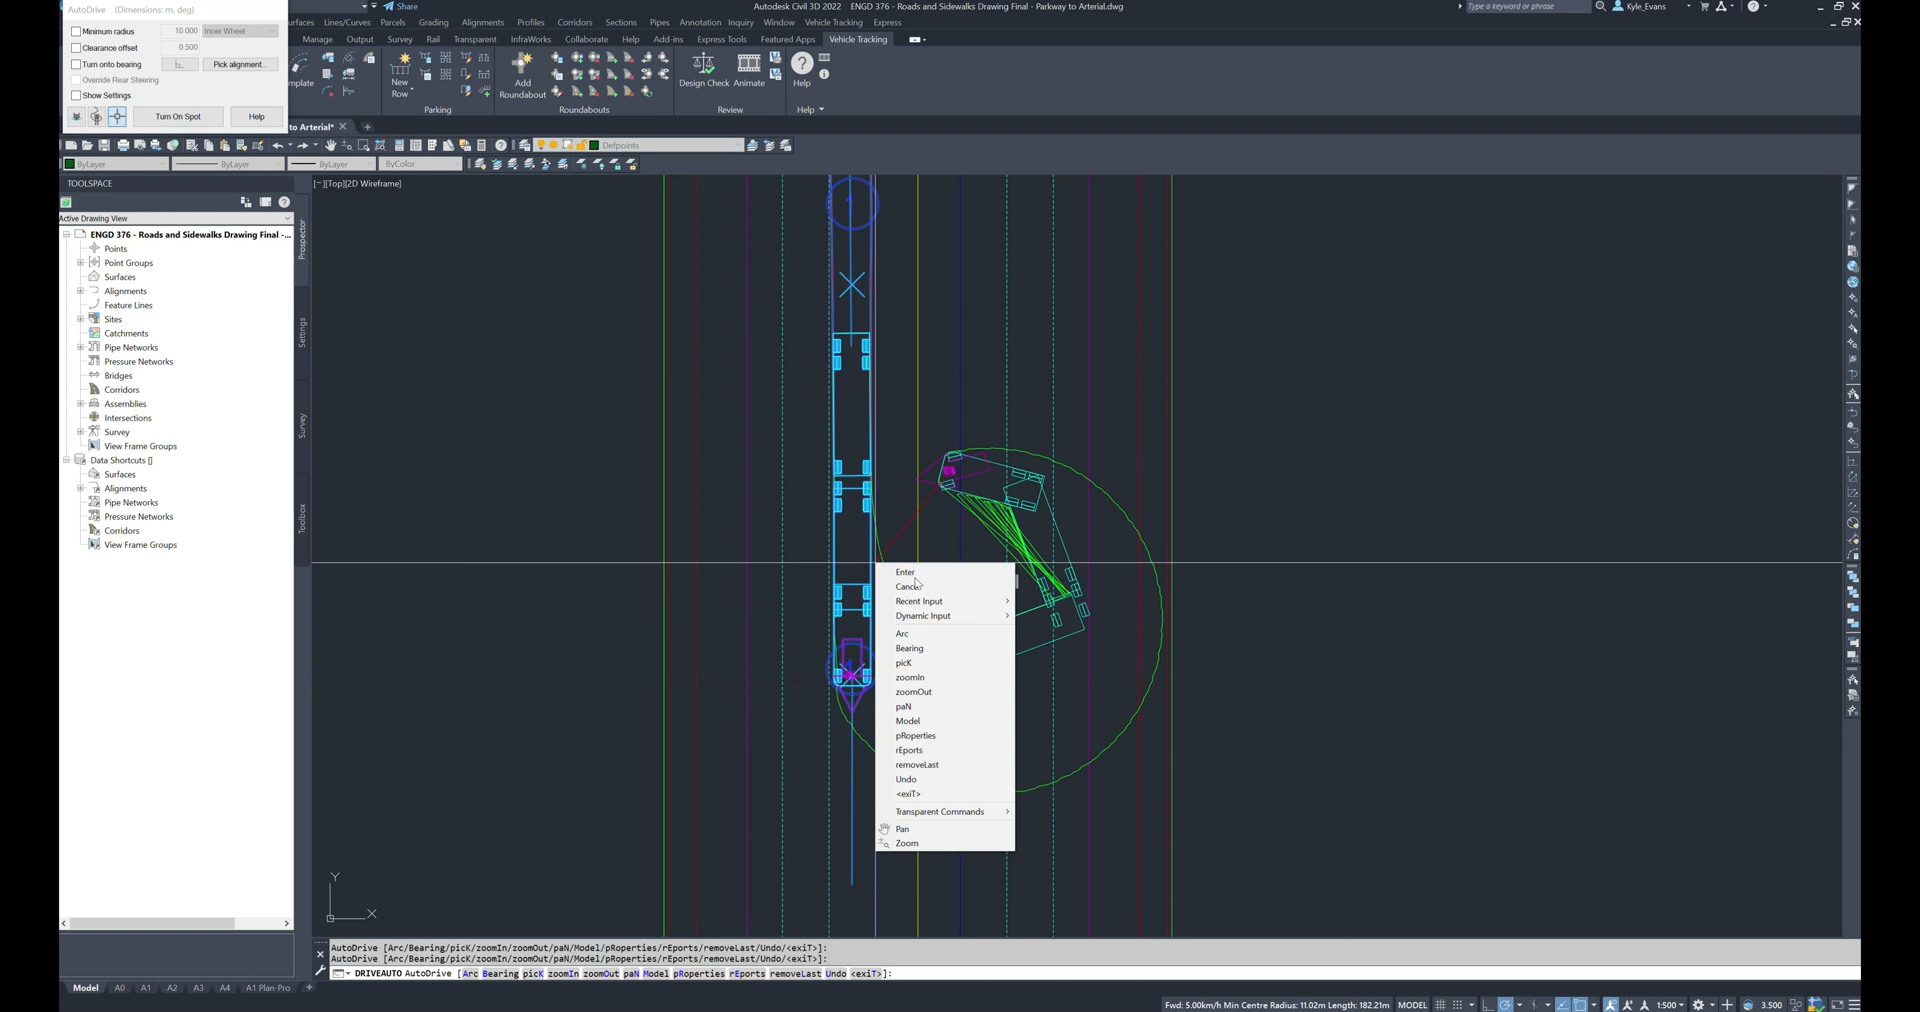 AutoDrive (Dimensions: m, deg)
Share
Autodesk Civil 3D 2022 ENGD 376 - Roads and Sidewalks Drawing Final - Parkway to Arterial.dwg
Type a keyword or phrase
Kyle_Evans
Lines/Curves Parcels Grading Alignments Profiles Corridors Sections Pipes Annotation Inquiry Window Vehicle Tracking Express
Minimum radius 10.000 Inner Wheel
Manage Output Survey Rail Transparent InfraWorks Collaborate Help Add-ins Express Tools Featured Apps Vehicle Tracking
Clearance offset 0.500
Turn onto bearing Pick alignment...
Override Rear Steering
Show Settings
New Row
Add Roundabout
Design Check Animate
Help
Turn On Spot Help
Parking Roundabouts Review Help
to Arterial*
Defpoints
ByLayer ByLayer ByLayer ByColor
TOOLSPACE
[−][Top][2D Wireframe]
Active Drawing View
ENGD 376 - Roads and Sidewalks Drawing Final -...
Points
Point Groups
Surfaces
Alignments
Feature Lines
Sites
Catchments
Pipe Networks
Pressure Networks
Bridges
Corridors
Assemblies
Intersections
Survey
View Frame Groups
Data Shortcuts []
Surfaces
Alignments
Pipe Networks
Pressure Networks
Corridors
View Frame Groups
Prospector
Settings
Survey
Toolbox
Enter
Cancel
Recent Input
Dynamic Input
Arc
Bearing
picK
zoomIn
zoomOut
paN
Model
pRoperties
rEports
removeLast
Undo
<exiT>
Transparent Commands
Pan
Zoom
Y
X
AutoDrive [Arc/Bearing/picK/zoomIn/zoomOut/paN/Model/pRoperties/rEports/removeLast/Undo/<exiT>]:
AutoDrive [Arc/Bearing/picK/zoomIn/zoomOut/paN/Model/pRoperties/rEports/removeLast/Undo/<exiT>]:
DRIVEAUTO AutoDrive [Arc Bearing picK zoomIn zoomOut paN Model pRoperties rEports removeLast Undo <exiT>]:
Model A0 A1 A2 A3 A4 A1 Plan-Pro
Fwd: 5.00km/h Min Centre Radius: 11.02m Length: 182.21m MODEL 1:500 3.500